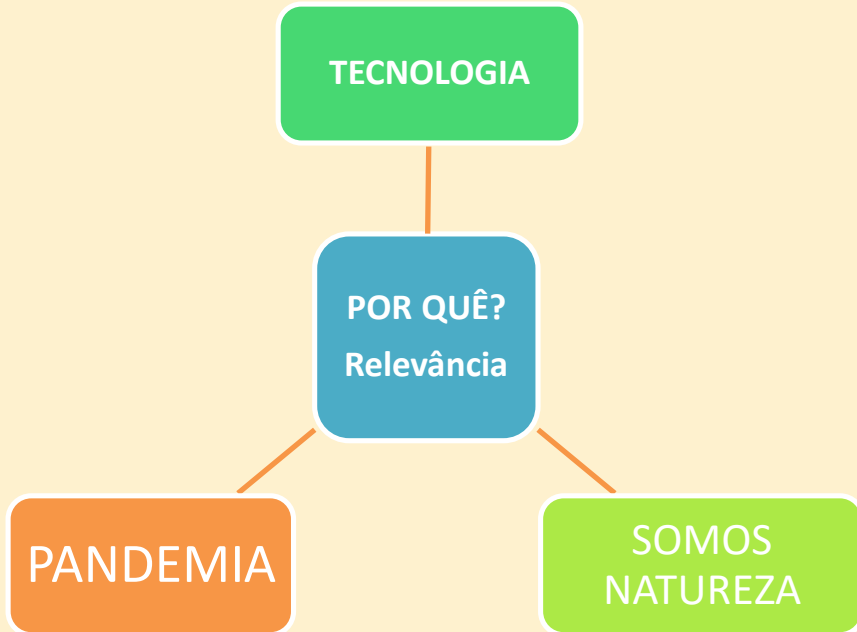 TECNOLOGIA
POR QUÊ?
Relevância
PANDEMIA
SOMOS
NATUREZA